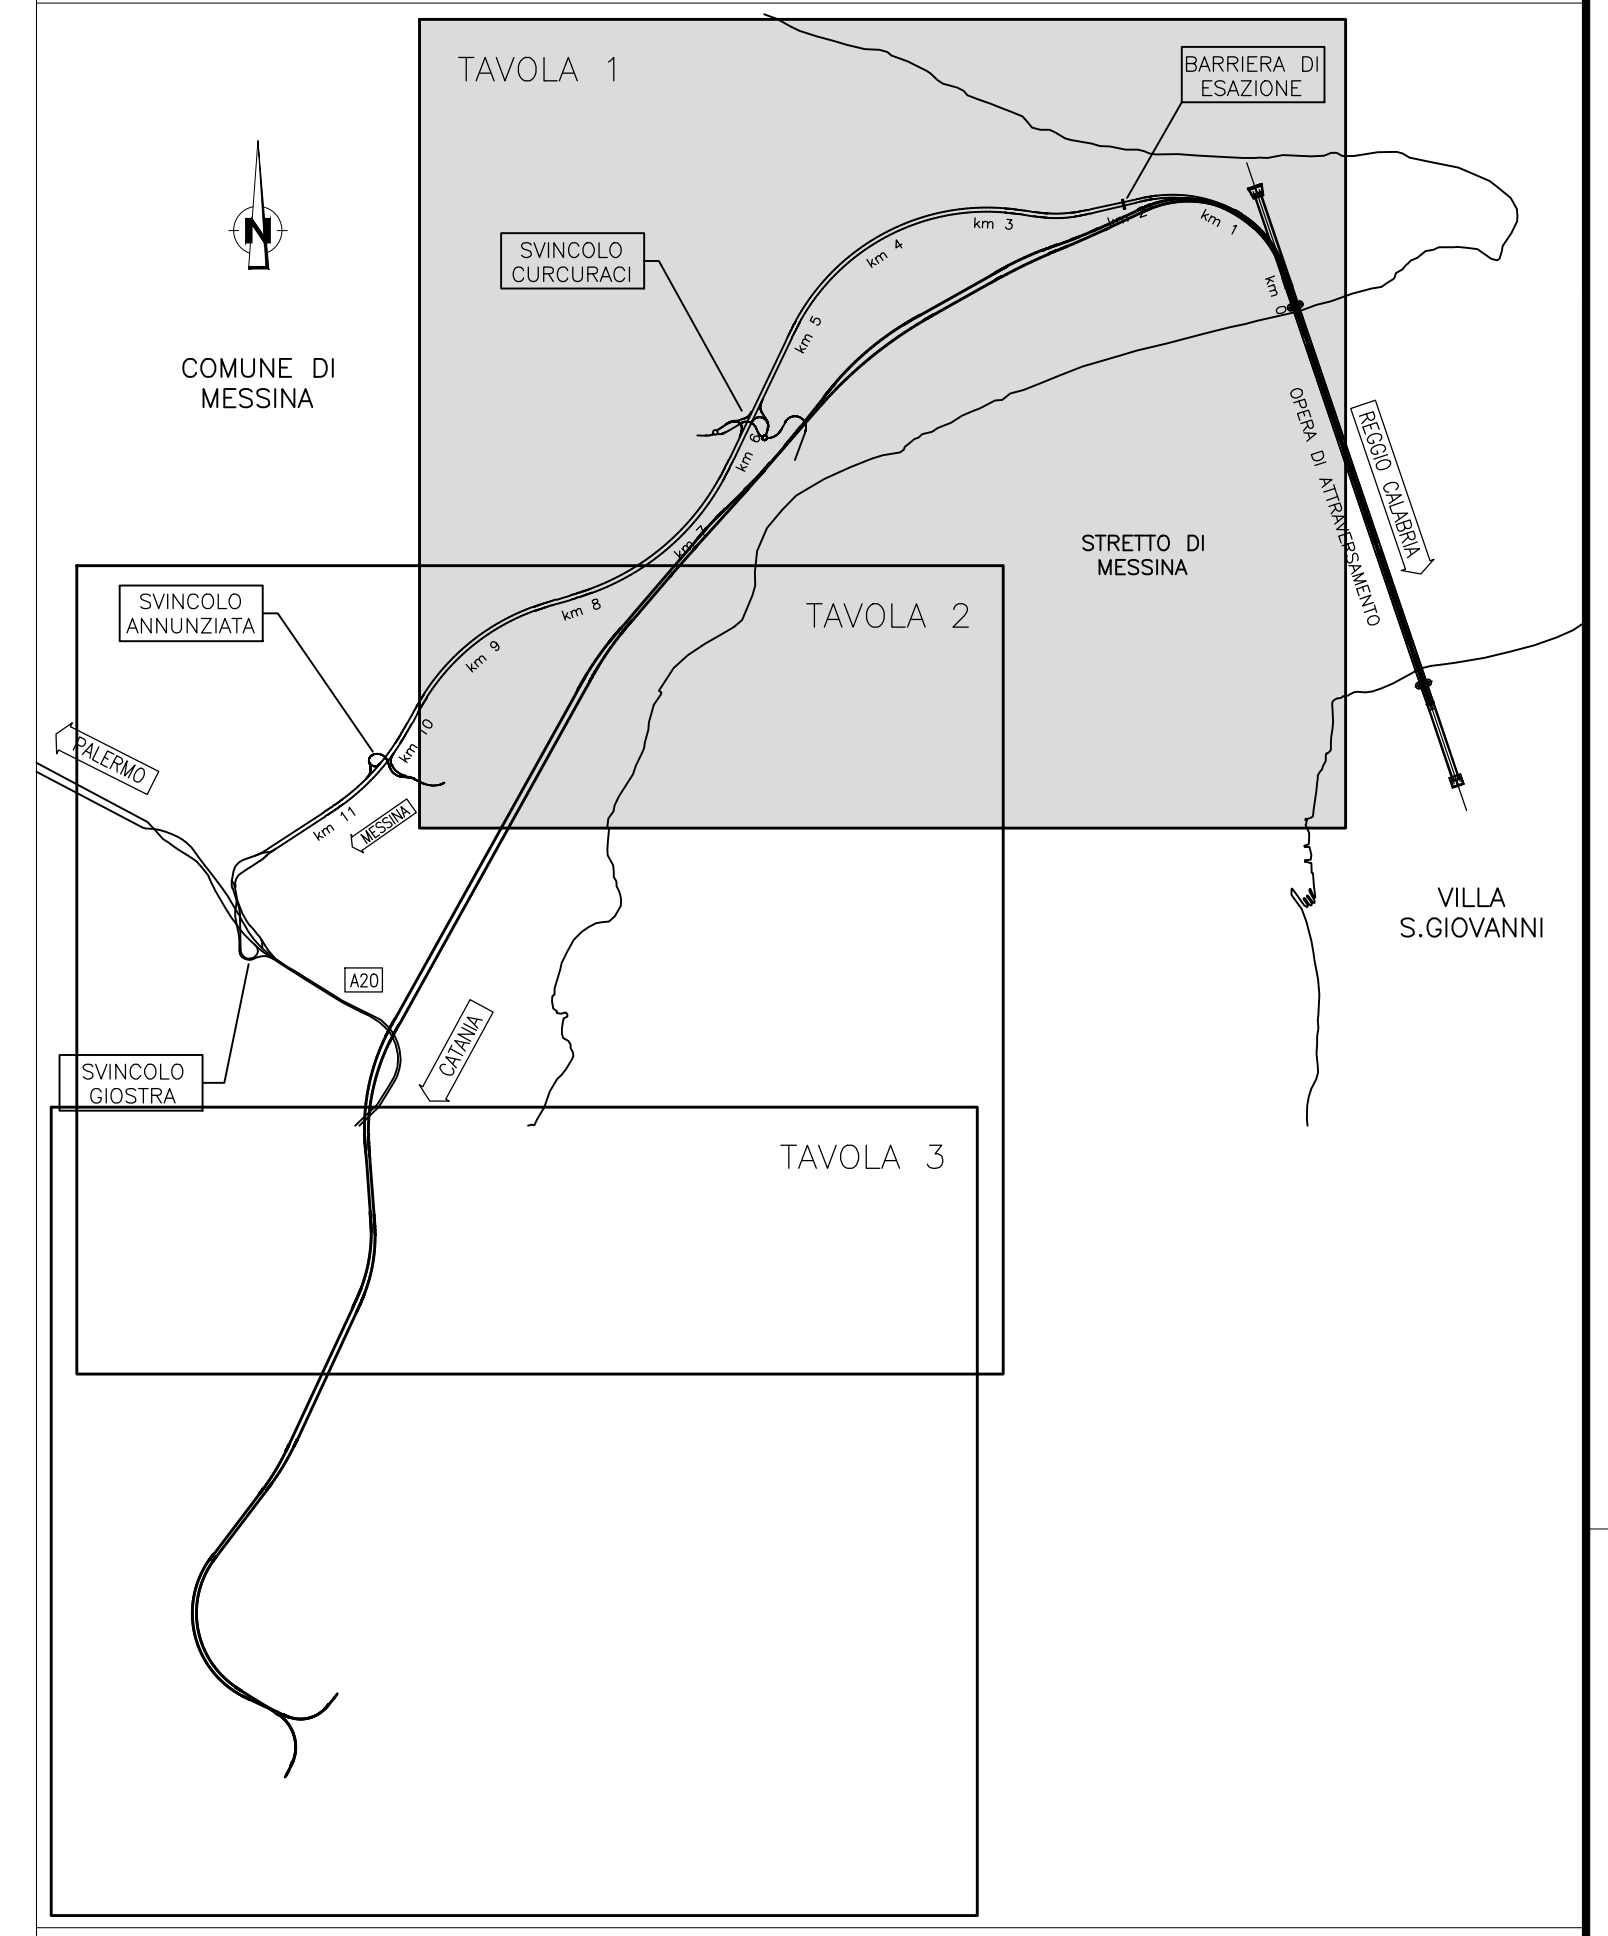 TAVOLA 1
BARRIERA DI
ESAZIONE
N
SVINCOLO
CURCURACI
km 0
km 1
km 2
km 3
km 4
km 5
km 6
km 7
COMUNE DI
MESSINA
OPERA DI ATTRAVERSAMENTO
REGGIO CALABRIA
STRETTO DI
MESSINA
SVINCOLO
ANNUNZIATA
TAVOLA 2
km 8
km 9
km 10
km 11
PALERMO
MESSINA
VILLA
S.GIOVANNI
A20
CATANIA
SVINCOLO
GIOSTRA
TAVOLA 3